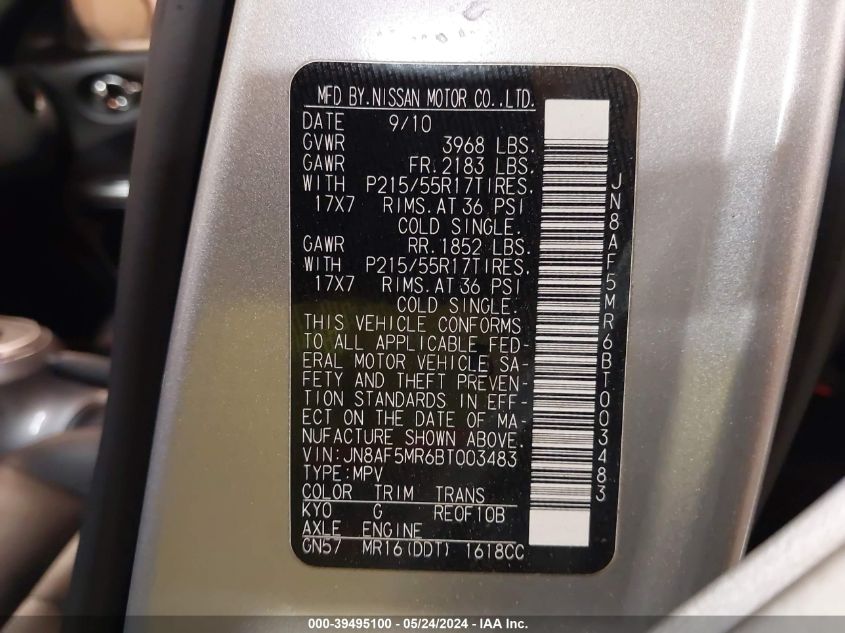 MFD BY.NISSAN MOTOR CO.,LTD.
DATE 9/10
GVWR 3968 LBS.
GAWR FR.2183 LBS.
WITH P215/55R17TIRES.
17X7 RIMS.AT 36 PSI
COLD SINGLE.
GAWR RR.1852 LBS.
WITH P215/55R17TIRES.
17X7 RIMS.AT 36 PSI
COLD SINGLE.
THIS VEHICLE CONFORMS
TO ALL APPLICABLE FED-
ERAL MOTOR VEHICLE SA-
FETY AND THEFT PREVEN-
TION STANDARDS IN EFF-
ECT ON THE DATE OF MA-
NUFACTURE SHOWN ABOVE.
VIN:JN8AF5MR6BT003483
TYPE:MPV
COLOR TRIM TRANS
KY0 G RE0F10B
AXLE ENGINE
GN57 MR16(DDT) 1618CC
JN8AF5MR6BT003483
000-39495100 - 05/24/2024 - IAA Inc.